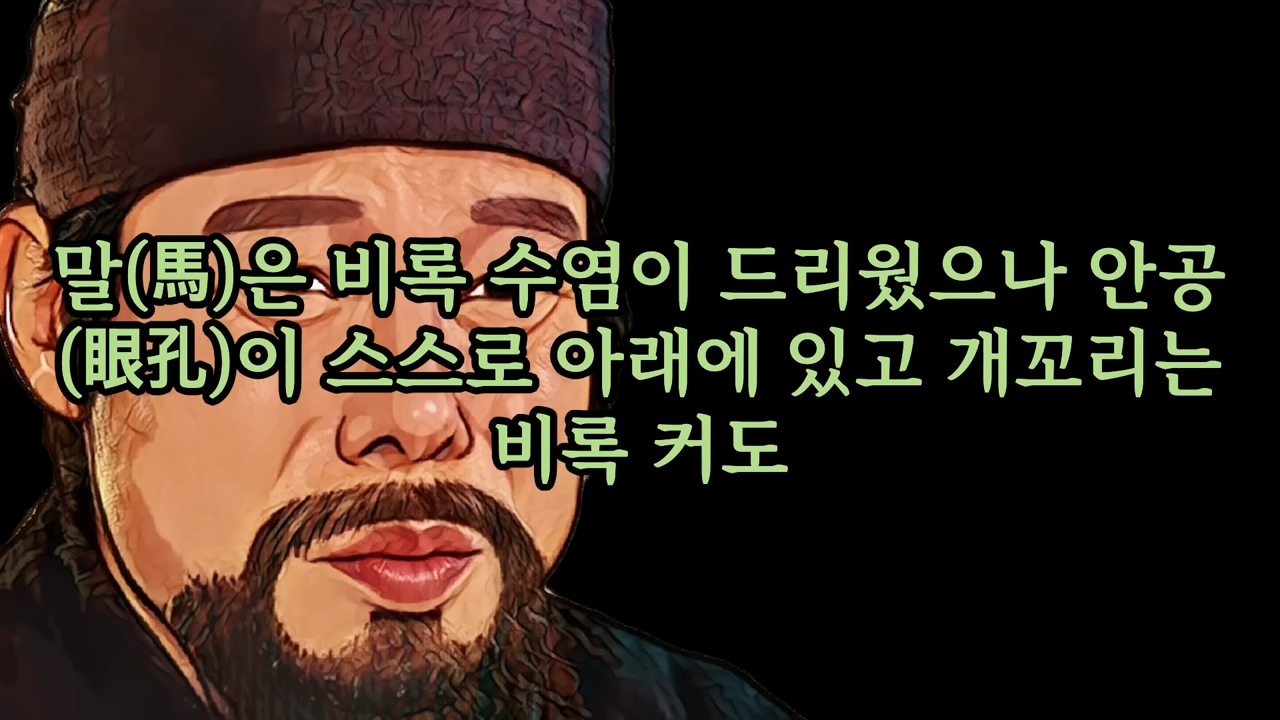 말(馬)은 비록 수염이 드리웠으나 안공
(眼孔)이 스스로 아래에 있고 개꼬리는
비록 커도